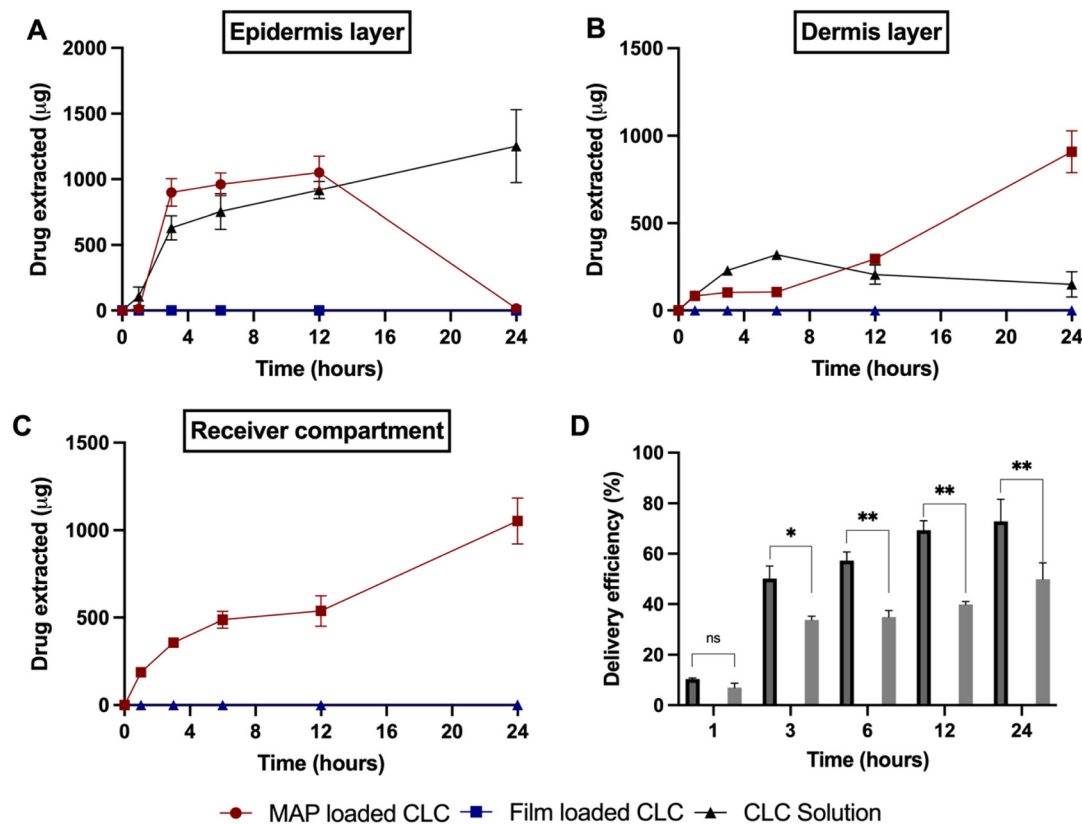 A
Epidermis layer
Drug extracted (μg)
2000
1500
1000
500
0
0 4 8 12 16 20 24
Time (hours)
B
Dermis layer
Drug extracted (μg)
1500
1000
500
0
0 4 8 12 16 20 24
Time (hours)
C
Receiver compartment
Drug extracted (μg)
1500
1000
500
0
0 4 8 12 16 20 24
Time (hours)
D
Delivery efficiency (%)
100
80
60
40
20
0
ns
*
**
**
**
1 3 6 12 24
Time (hours)
MAP loaded CLC Film loaded CLC CLC Solution